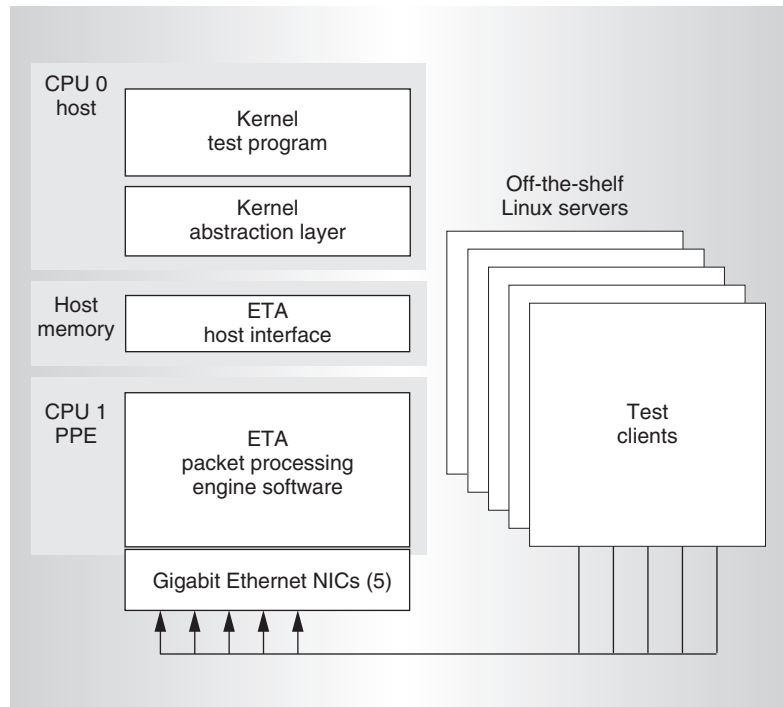 CPU 0
host
Kernel
test program
Kernel
abstraction layer
Host
memory
ETA
host interface
CPU 1
PPE
ETA
packet processing
engine software
Gigabit Ethernet NICs (5)
Off-the-shelf
Linux servers
Test
clients